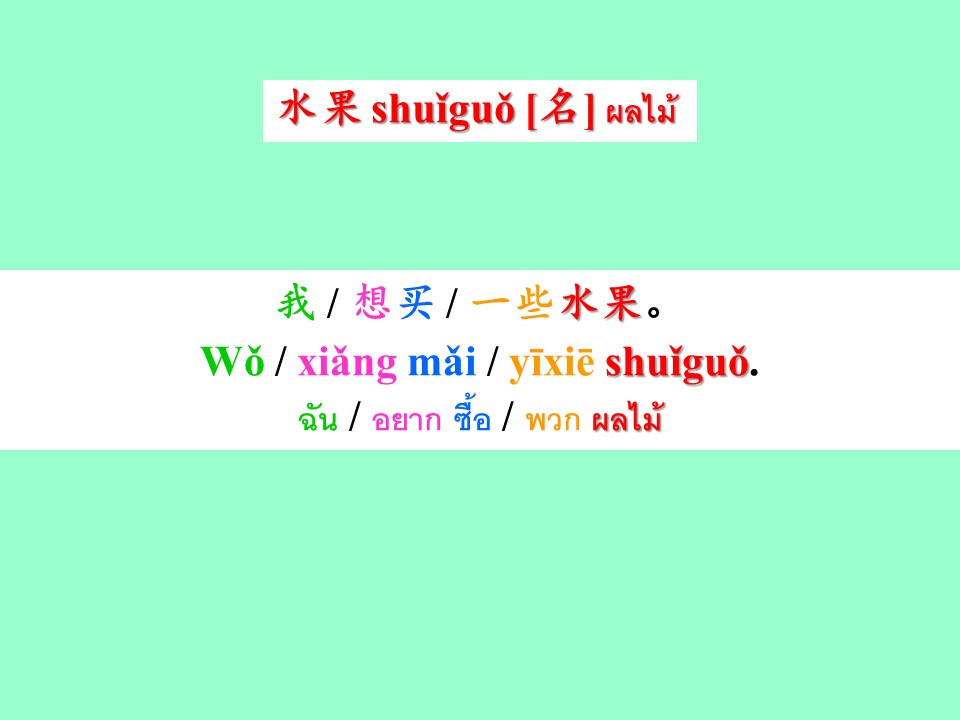 水果 shuǐguǒ [名] ผลไม้
我 / 想买 / 一些水果。
Wǒ / xiǎng mǎi / yīxiē shuǐguǒ.
ฉัน / อยาก ซื้อ / พวก ผลไม้